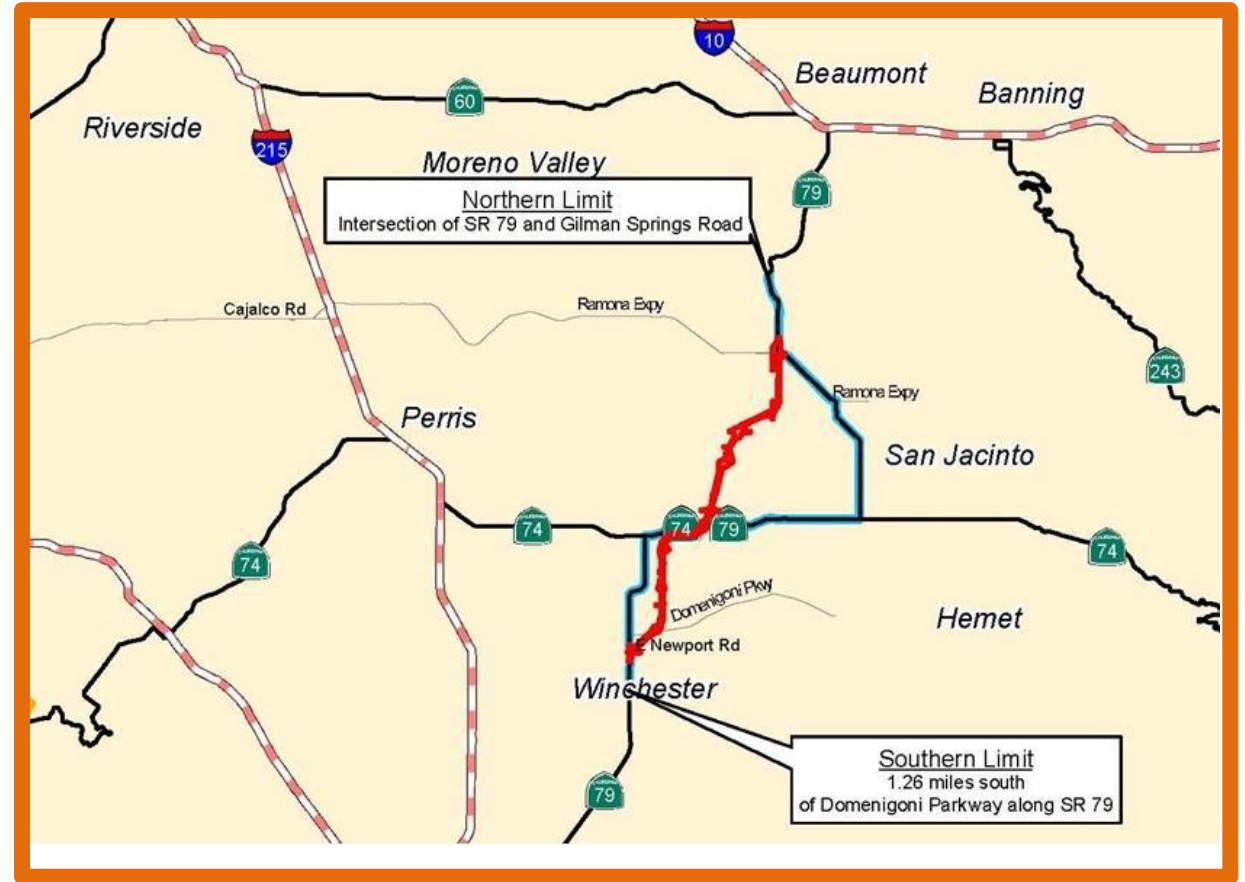 10
Beaumont
Banning
60
Riverside
215
Moreno Valley
79
Northern Limit
Intersection of SR 79 and Gilman Springs Road
Cajalco Rd
Ramona Expy
243
Ramona Expy
Perris
San Jacinto
74
74
79
74
74
Domenigoni Pkwy
Hemet
E Newport Rd
Winchester
Southern Limit
1.26 miles south
of Domenigoni Parkway along SR 79
79